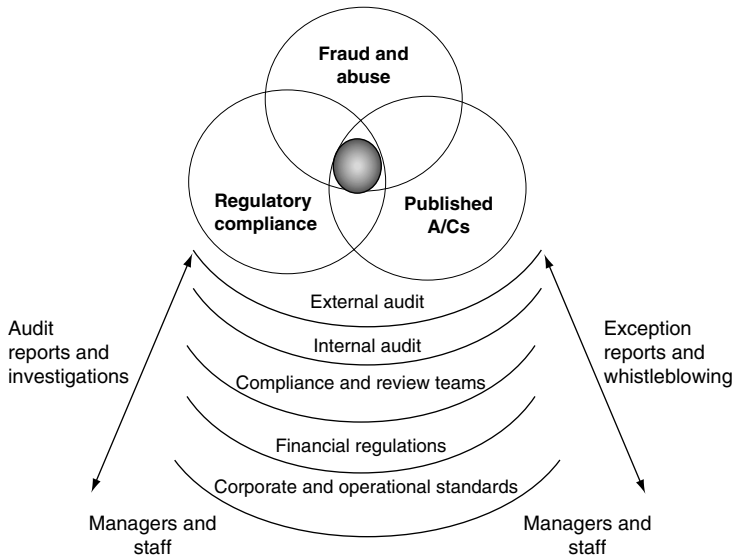 Fraud and
abuse
Regulatory
compliance
Published
A/Cs
External audit
Internal audit
Compliance and review teams
Financial regulations
Corporate and operational standards
Audit
reports and
investigations
Exception
reports and
whistleblowing
Managers and
staff
Managers and
staff